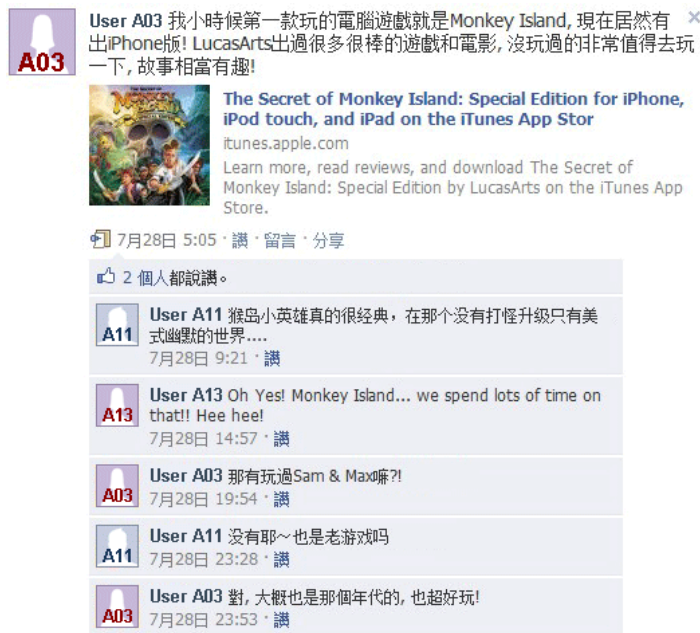 User A03 我小時候第一款玩的電腦遊戲就是Monkey Island, 現在居然有
出iPhone版! LucasArts出過很多很棒的遊戲和電影, 沒玩過的非常值得去玩
一下, 故事相當有趣!
A03
THE SECRET OF
MONKEY
ISLAND
SPECIAL EDITION
The Secret of Monkey Island: Special Edition for iPhone,
iPod touch, and iPad on the iTunes App Stor
itunes.apple.com
Learn more, read reviews, and download The Secret of
Monkey Island: Special Edition by LucasArts on the iTunes App
Store.
7月28日 5:05 · 讚 · 留言 · 分享
2 個人都說讚。
User A11 猴岛小英雄真的很经典，在那个没有打怪升级只有美
式幽默的世界....
A11
7月28日 9:21 · 讚
User A13 Oh Yes! Monkey Island... we spend lots of time on
that!! Hee hee!
A13
7月28日 14:57 · 讚
User A03 那有玩過Sam & Max嘛?!
A03
7月28日 19:54 · 讚
User A11 没有耶～也是老游戏吗
A11
7月28日 23:28 · 讚
User A03 對, 大概也是那個年代的, 也超好玩!
A03
7月28日 23:53 · 讚